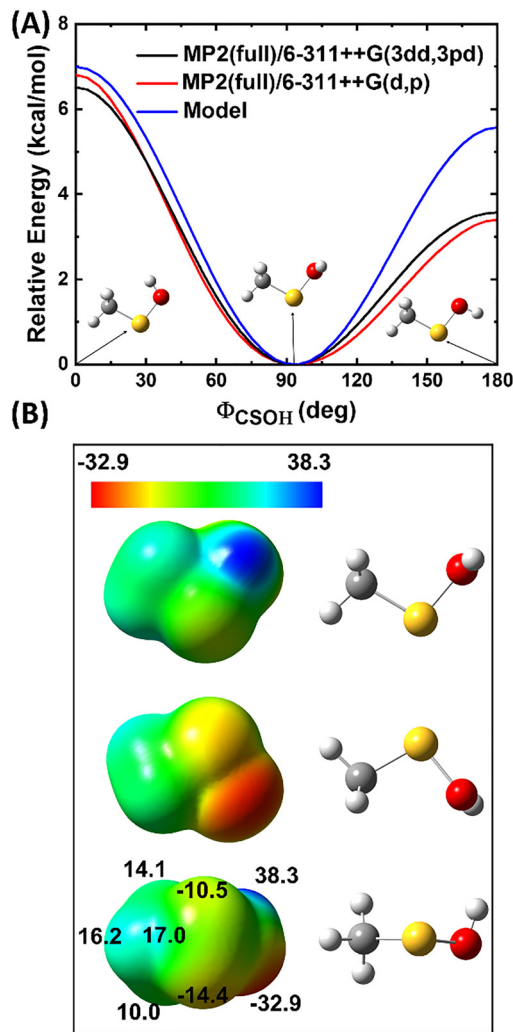 (A)
8
6
4
2
0
Relative Energy (kcal/mol)
MP2(full)/6-311++G(3dd,3pd)
MP2(full)/6-311++G(d,p)
Model
0 30 60 90 120 150 180
ΦCSOH (deg)
(B)
-32.9 38.3
14.1
-10.5
38.3
16.2
17.0
10.0
-14.4
-32.9